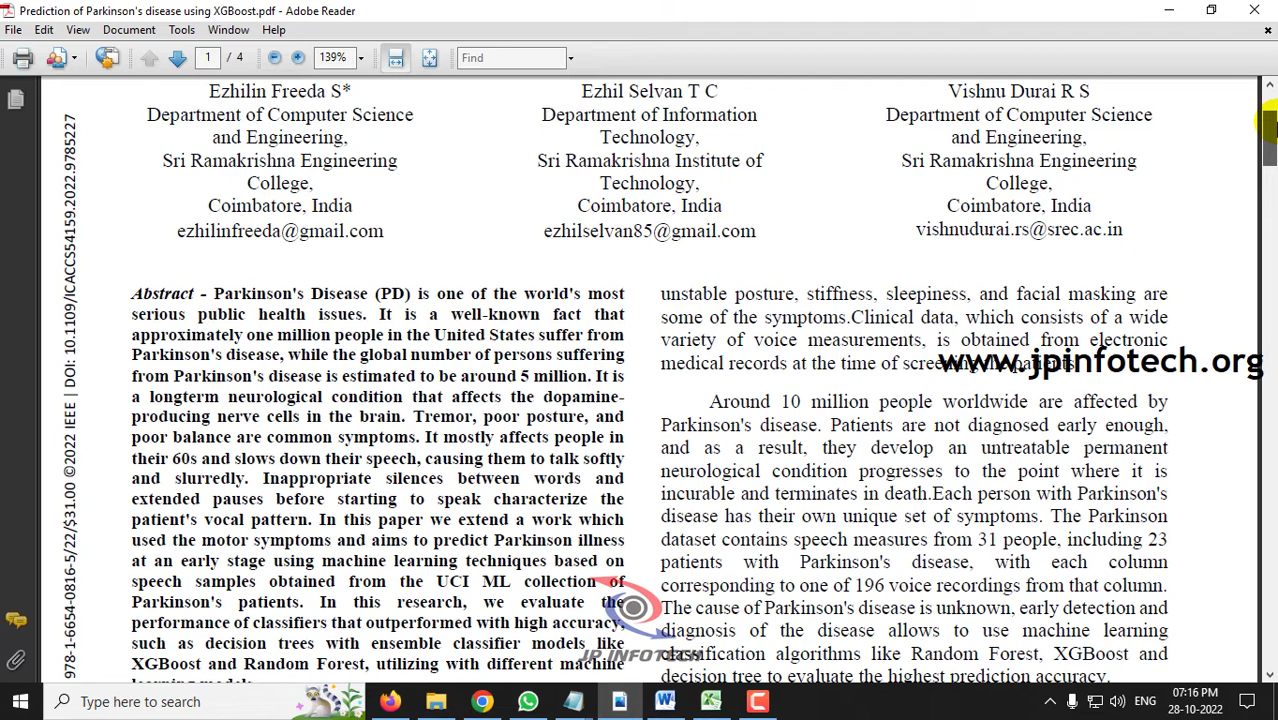 Prediction of Parkinson's disease using XGBoost.pdf - Adobe Reader
File Edit View Document Tools Window Help
1 / 4 139% Find
Ezhilin Freeda S*
Department of Computer Science
and Engineering,
Sri Ramakrishna Engineering
College,
Coimbatore, India
ezhilinfreeda@gmail.com
Ezhil Selvan T C
Department of Information
Technology,
Sri Ramakrishna Institute of
Technology,
Coimbatore, India
ezhilselvan85@gmail.com
Vishnu Durai R S
Department of Computer Science
and Engineering,
Sri Ramakrishna Engineering
College,
Coimbatore, India
vishnudurai.rs@srec.ac.in
978-1-6654-0816-5/22/$31.00 ©2022 IEEE | DOI: 10.1109/ICACCS54159.2022.9785227
Abstract - Parkinson's Disease (PD) is one of the world's most
serious public health issues. It is a well-known fact that
approximately one million people in the United States suffer from
Parkinson's disease, while the global number of persons suffering
from Parkinson's disease is estimated to be around 5 million. It is
a longterm neurological condition that affects the dopamine-
producing nerve cells in the brain. Tremor, poor posture, and
poor balance are common symptoms. It mostly affects people in
their 60s and slows down their speech, causing them to talk softly
and slurredly. Inappropriate silences between words and
extended pauses before starting to speak characterize the
patient's vocal pattern. In this paper we extend a work which
used the motor symptoms and aims to predict Parkinson illness
at an early stage using machine learning techniques based on
speech samples obtained from the UCI ML collection of
Parkinson's patients. In this research, we evaluate the
performance of classifiers that outperformed with high accuracy,
such as decision trees with ensemble classifier models like
XGBoost and Random Forest, utilizing with different machine
learning models.
unstable posture, stiffness, sleepiness, and facial masking are
some of the symptoms.Clinical data, which consists of a wide
variety of voice measurements, is obtained from electronic
medical records at the time of screening the patients.
www.jpinfotech.org
Around 10 million people worldwide are affected by
Parkinson's disease. Patients are not diagnosed early enough,
and as a result, they develop an untreatable permanent
neurological condition progresses to the point where it is
incurable and terminates in death.Each person with Parkinson's
disease has their own unique set of symptoms. The Parkinson
dataset contains speech measures from 31 people, including 23
patients with Parkinson's disease, with each column
corresponding to one of 196 voice recordings from that column.
The cause of Parkinson's disease is unknown, early detection and
diagnosis of the disease allows to use machine learning
classification algorithms like Random Forest, XGBoost and
decision tree to evaluate the highest prediction accuracy.
JP INFOTECH
Type here to search
ENG
07:16 PM
28-10-2022